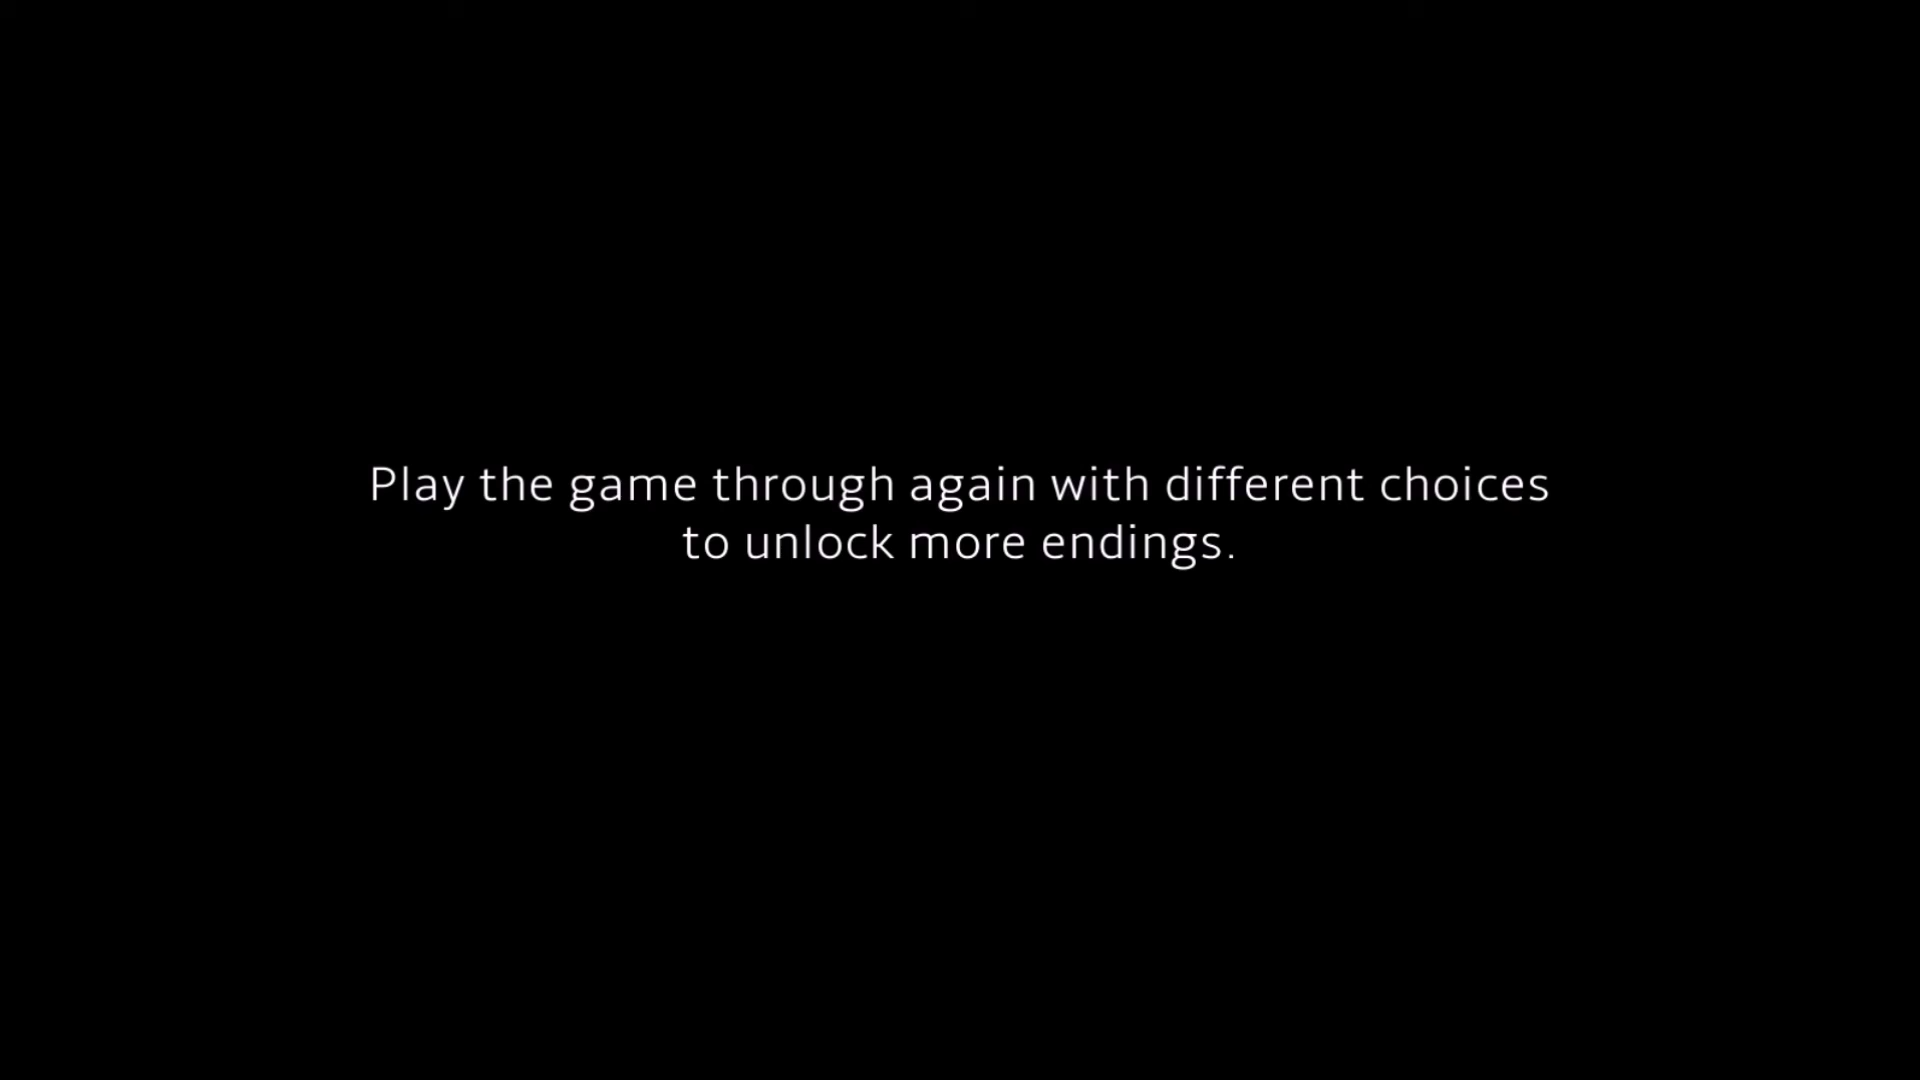 Play the game through again with different choices
to unlock more endings.